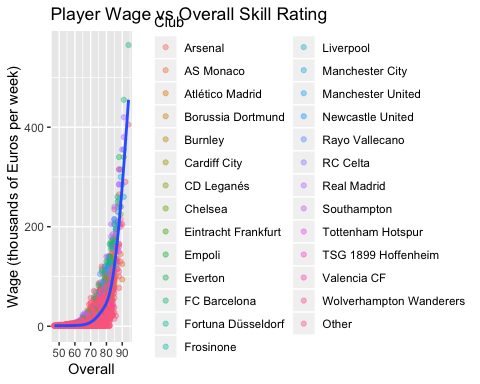 Player Wage vs Overall Skill Rating
Club
Arsenal
AS Monaco
Atlético Madrid
Borussia Dortmund
Burnley
Cardiff City
CD Leganés
Chelsea
Eintracht Frankfurt
Empoli
Everton
FC Barcelona
Fortuna Düsseldorf
Frosinone
Liverpool
Manchester City
Manchester United
Newcastle United
Rayo Vallecano
RC Celta
Real Madrid
Southampton
Tottenham Hotspur
TSG 1899 Hoffenheim
Valencia CF
Wolverhampton Wanderers
Other
Wage (thousands of Euros per week)
400
200
0
50 60 70 80 90
Overall